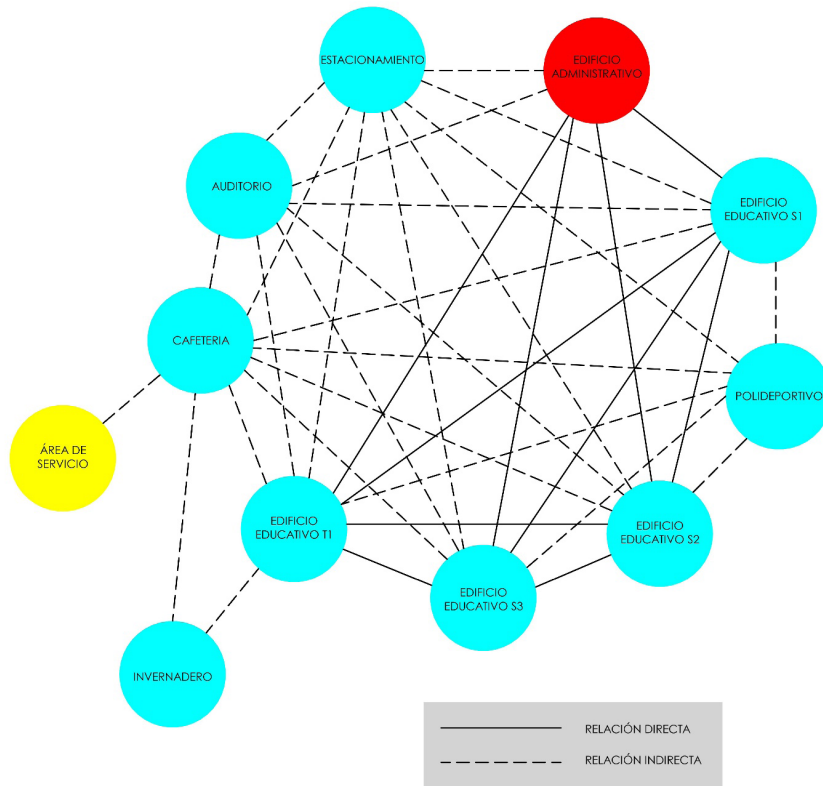 ESTACIONAMIENTO
EDIFICIO
ADMINISTRATIVO
AUDITORIO
EDIFICIO
EDUCATIVO S1
CAFETERIA
POLIDEPORTIVO
ÁREA DE
SERVICIO
EDIFICIO
EDUCATIVO T1
EDIFICIO
EDUCATIVO S2
EDIFICIO
EDUCATIVO S3
INVERNADERO
RELACIÓN DIRECTA
RELACIÓN INDIRECTA